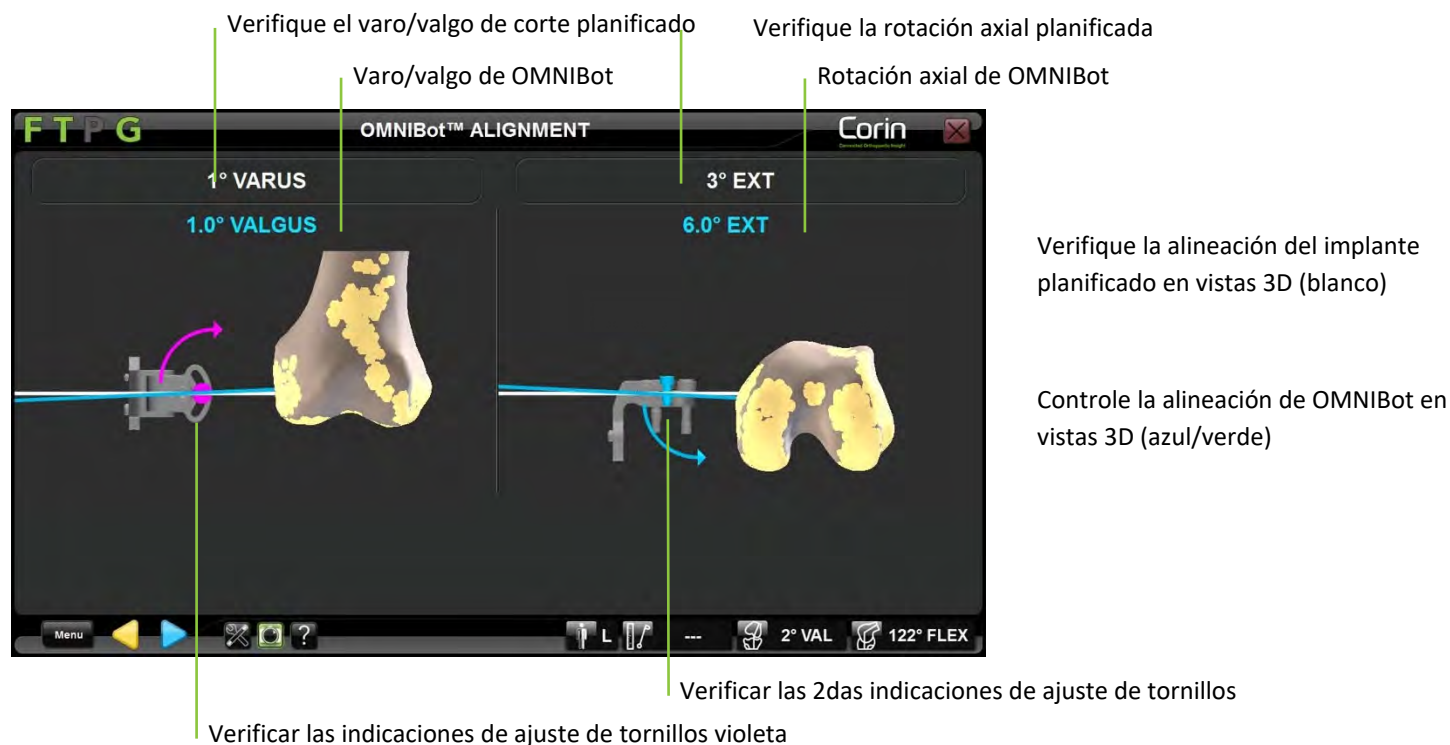 Verifique el varo/valgo de corte planificado
Verifique la rotación axial planificada
Varo/valgo de OMNIBot
Rotación axial de OMNIBot
F T P G
OMNIBot™ ALIGNMENT
Corin
Connected Orthopaedic Insight
1° VARUS
3° EXT
1.0° VALGUS
6.0° EXT
Verifique la alineación del implante
planificado en vistas 3D (blanco)
Controle la alineación de OMNIBot en
vistas 3D (azul/verde)
Menu
?
L
---
2° VAL
122° FLEX
Verificar las 2das indicaciones de ajuste de tornillos
Verificar las indicaciones de ajuste de tornillos violeta